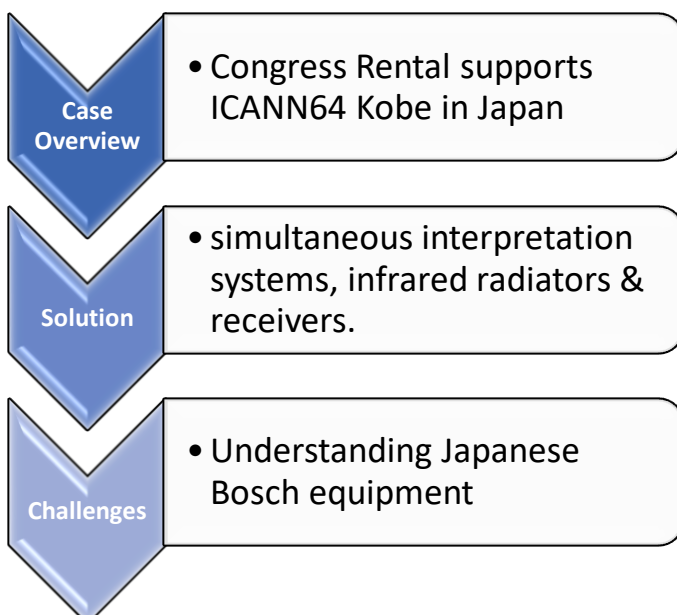 Case
Overview
• Congress Rental supports
ICANN64 Kobe in Japan
Solution
• simultaneous interpretation
systems, infrared radiators &
receivers.
Challenges
• Understanding Japanese
Bosch equipment